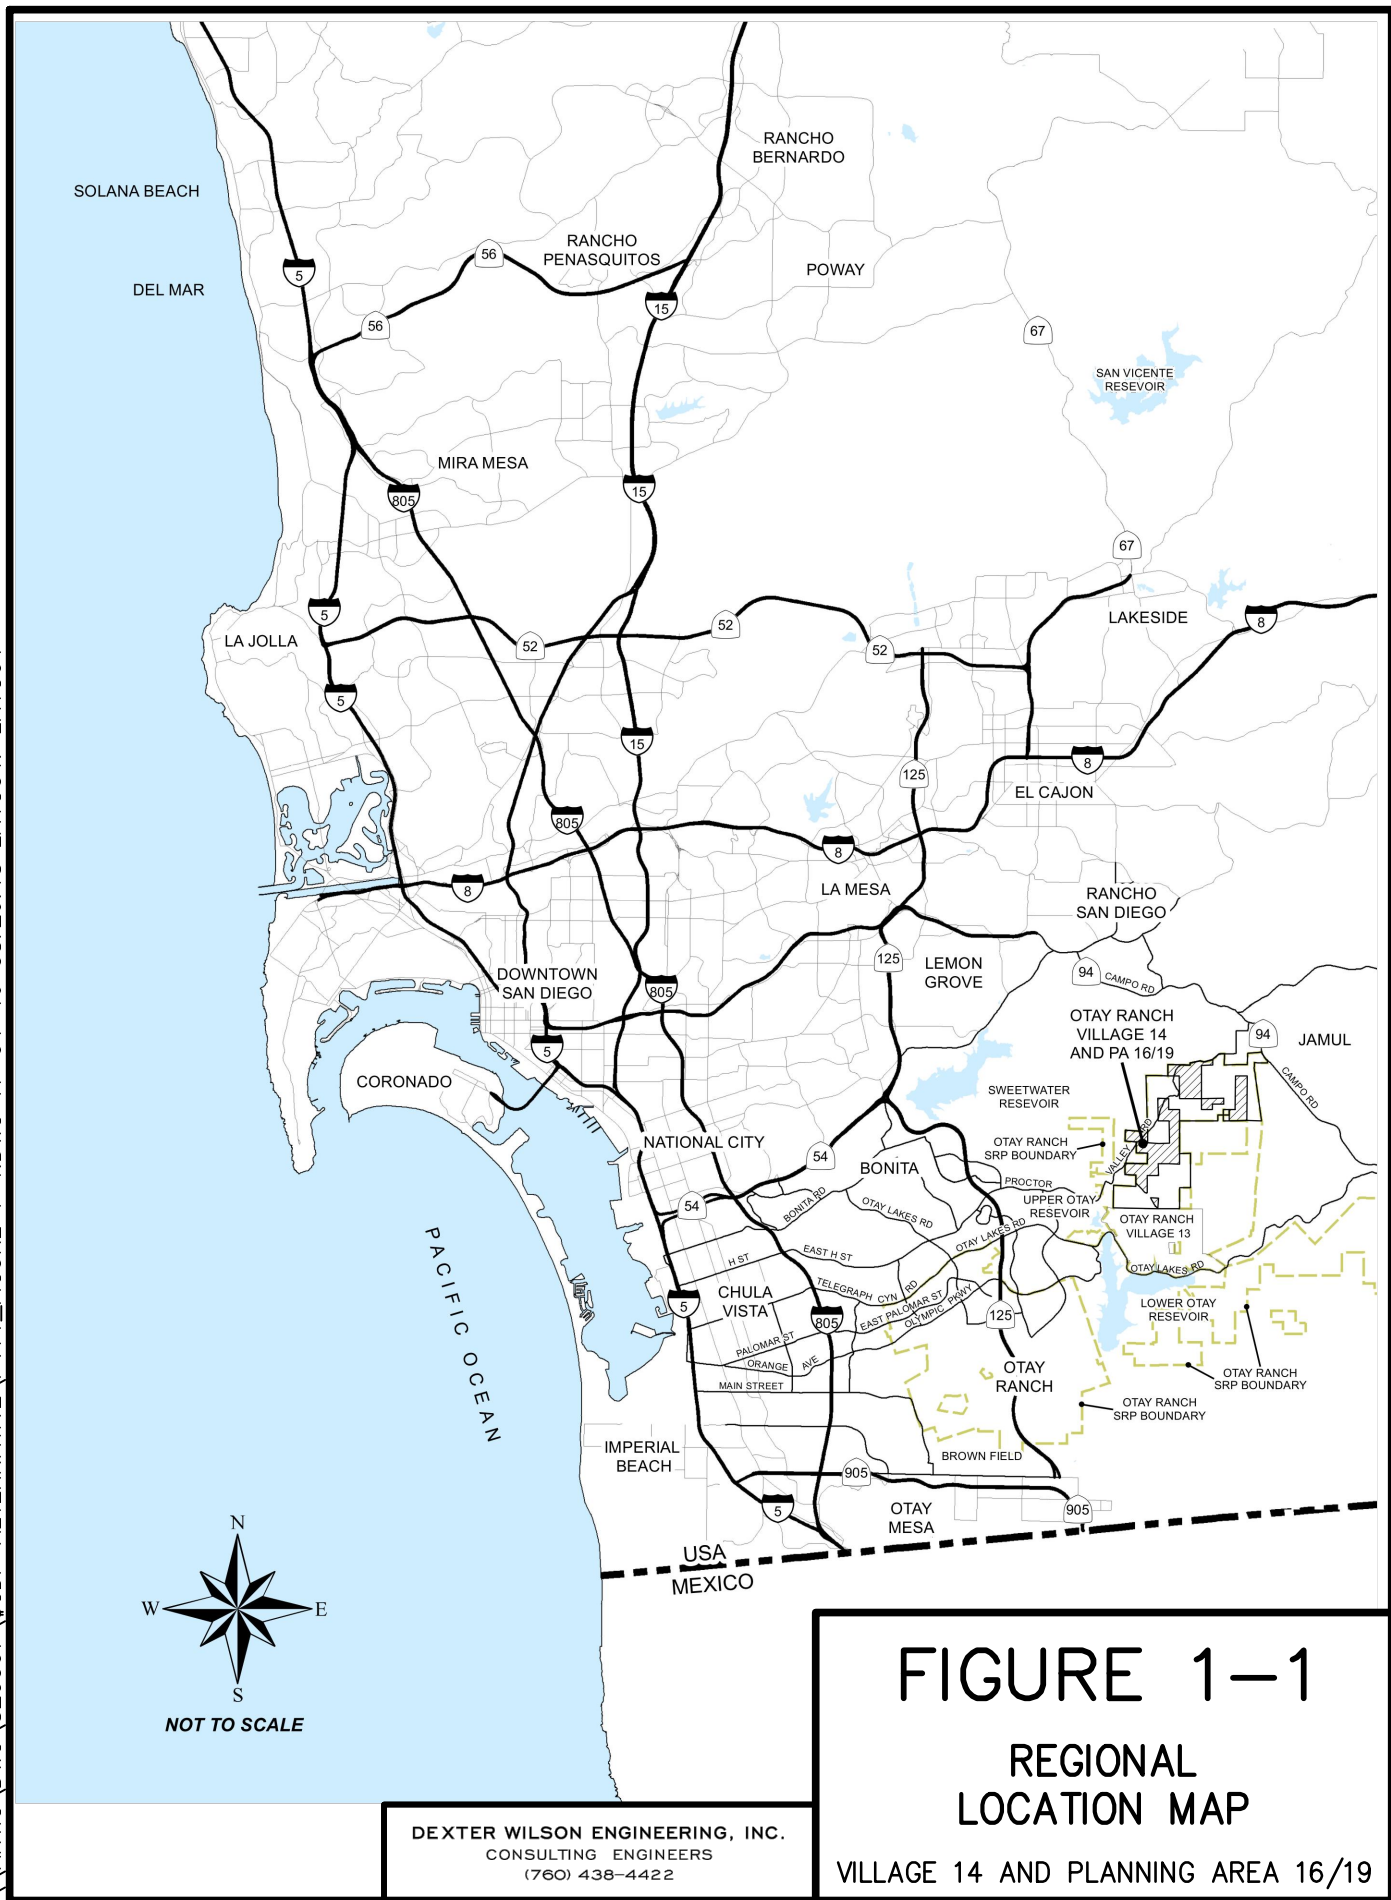 RANCHO
BERNARDO
SOLANA BEACH
RANCHO
PENASQUITOS
56
POWAY
5
DEL MAR
15
56
67
SAN VICENTE
RESEVOIR
MIRA MESA
805
15
67
5
LAKESIDE
8
LA JOLLA
52
52
52
5
15
125
8
EL CAJON
805
8
8
LA MESA
RANCHO
SAN DIEGO
125
LEMON
GROVE
94
CAMPO RD
DOWNTOWN
SAN DIEGO
805
OTAY RANCH
VILLAGE 14
AND PA 16/19
94
JAMUL
5
CORONADO
CAMPO RD
SWEETWATER
RESEVOIR
NATIONAL CITY
OTAY RANCH
SRP BOUNDARY
VALLEY RD
54
BONITA
PROCTOR
54
BONITA RD
OTAY LAKES RD
UPPER OTAY
RESEVOIR
OTAY RANCH
VILLAGE 13
OTAY LAKES RD
H ST
EAST H ST
OTAY LAKES RD
TELEGRAPH CYN RD
CHULA
VISTA
5
805
EAST PALOMAR ST
OLYMPIC PKWY
125
LOWER OTAY
RESEVOIR
PACIFIC OCEAN
PALOMAR ST
ORANGE AVE
MAIN STREET
OTAY
RANCH
OTAY RANCH
SRP BOUNDARY
OTAY RANCH
SRP BOUNDARY
IMPERIAL
BEACH
BROWN FIELD
905
5
OTAY
MESA
905
USA
MEXICO
N
W
E
S
NOT TO SCALE
FIGURE 1-1
REGIONAL
LOCATION MAP
VILLAGE 14 AND PLANNING AREA 16/19
DEXTER WILSON ENGINEERING, INC.
CONSULTING ENGINEERS
(760) 438-4422